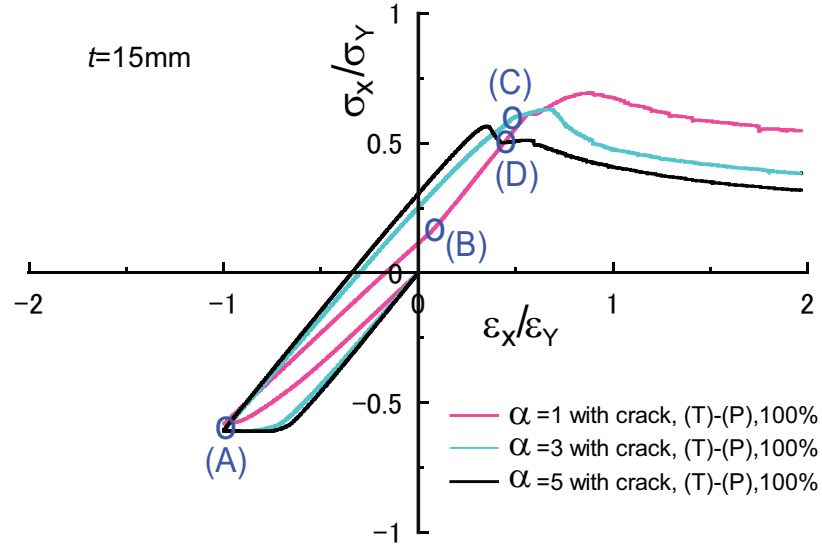 1
t=15mm
σX/σY
(C)
0.5
(D)
(B)
−2
−1
0
0
1
2
εX/εY
−0.5
(A)
α=1 with crack, (T)-(P),100%
α=3 with crack, (T)-(P),100%
α=5 with crack, (T)-(P),100%
−1